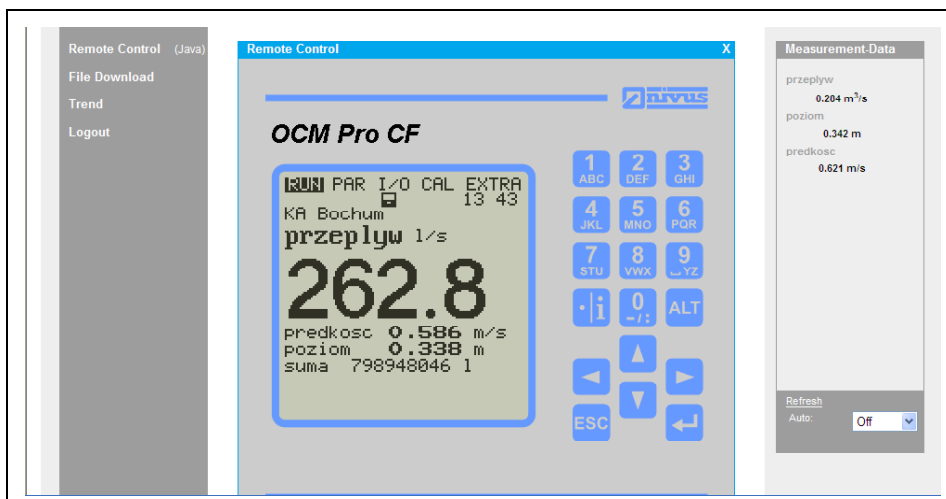 Remote Control (Java)
File Download
Trend
Logout
Remote Control X
nivus
OCM Pro CF
RUN PAR I/O CAL EXTRA
13 43
KA Bochum
przeplyw l/s
262.8
predkosc 0.586 m/s
poziom 0.338 m
suma 798948046 l
1 2 3
ABC DEF GHI
4 5 6
JKL MNO PQR
7 8 9
STU VWX ⎵YZ
·|i 0 ALT
–/:
ESC
Measurement-Data
przeplyw
0.204 m³/s
poziom
0.342 m
predkosc
0.621 m/s
Refresh
Auto: Off